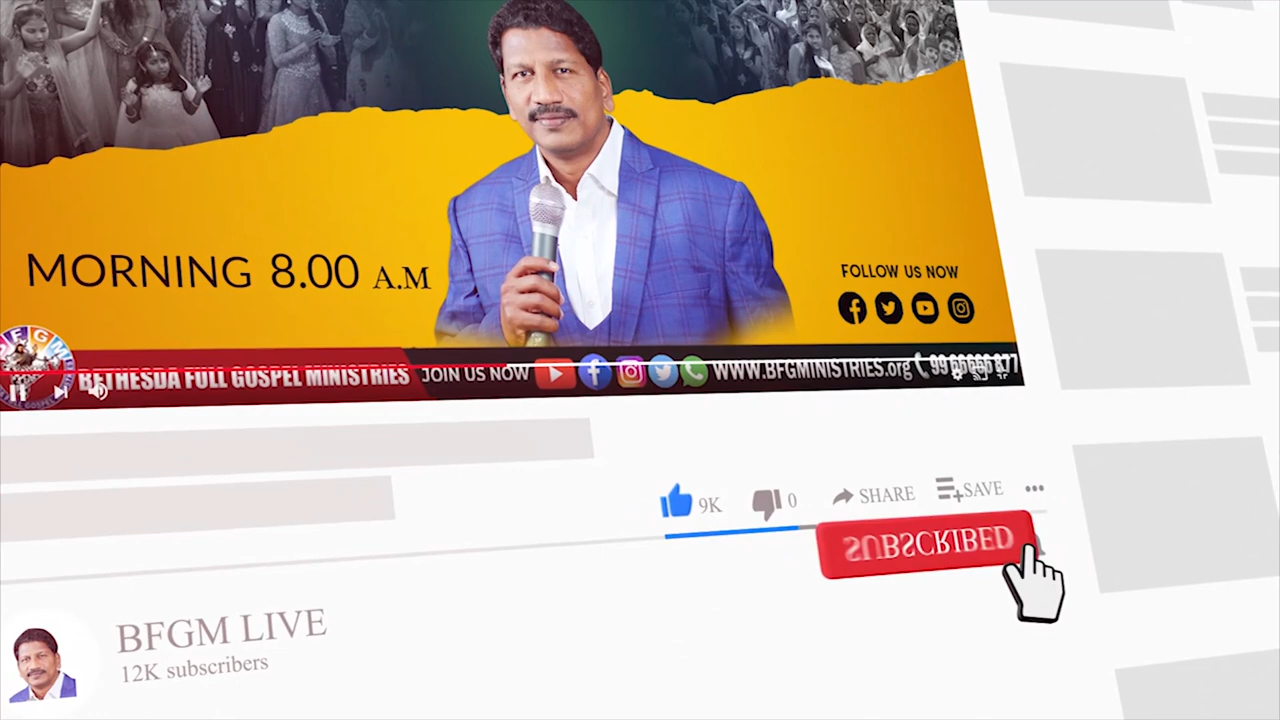 MORNING 8.00 A.M
FOLLOW US NOW
BETHESDA FULL GOSPEL MINISTRIES
JOIN US NOW
WWW.BFGMINISTRIES.org
9K
0
SHARE
SAVE
SUBSCRIBED
BFGM LIVE
12K subscribers